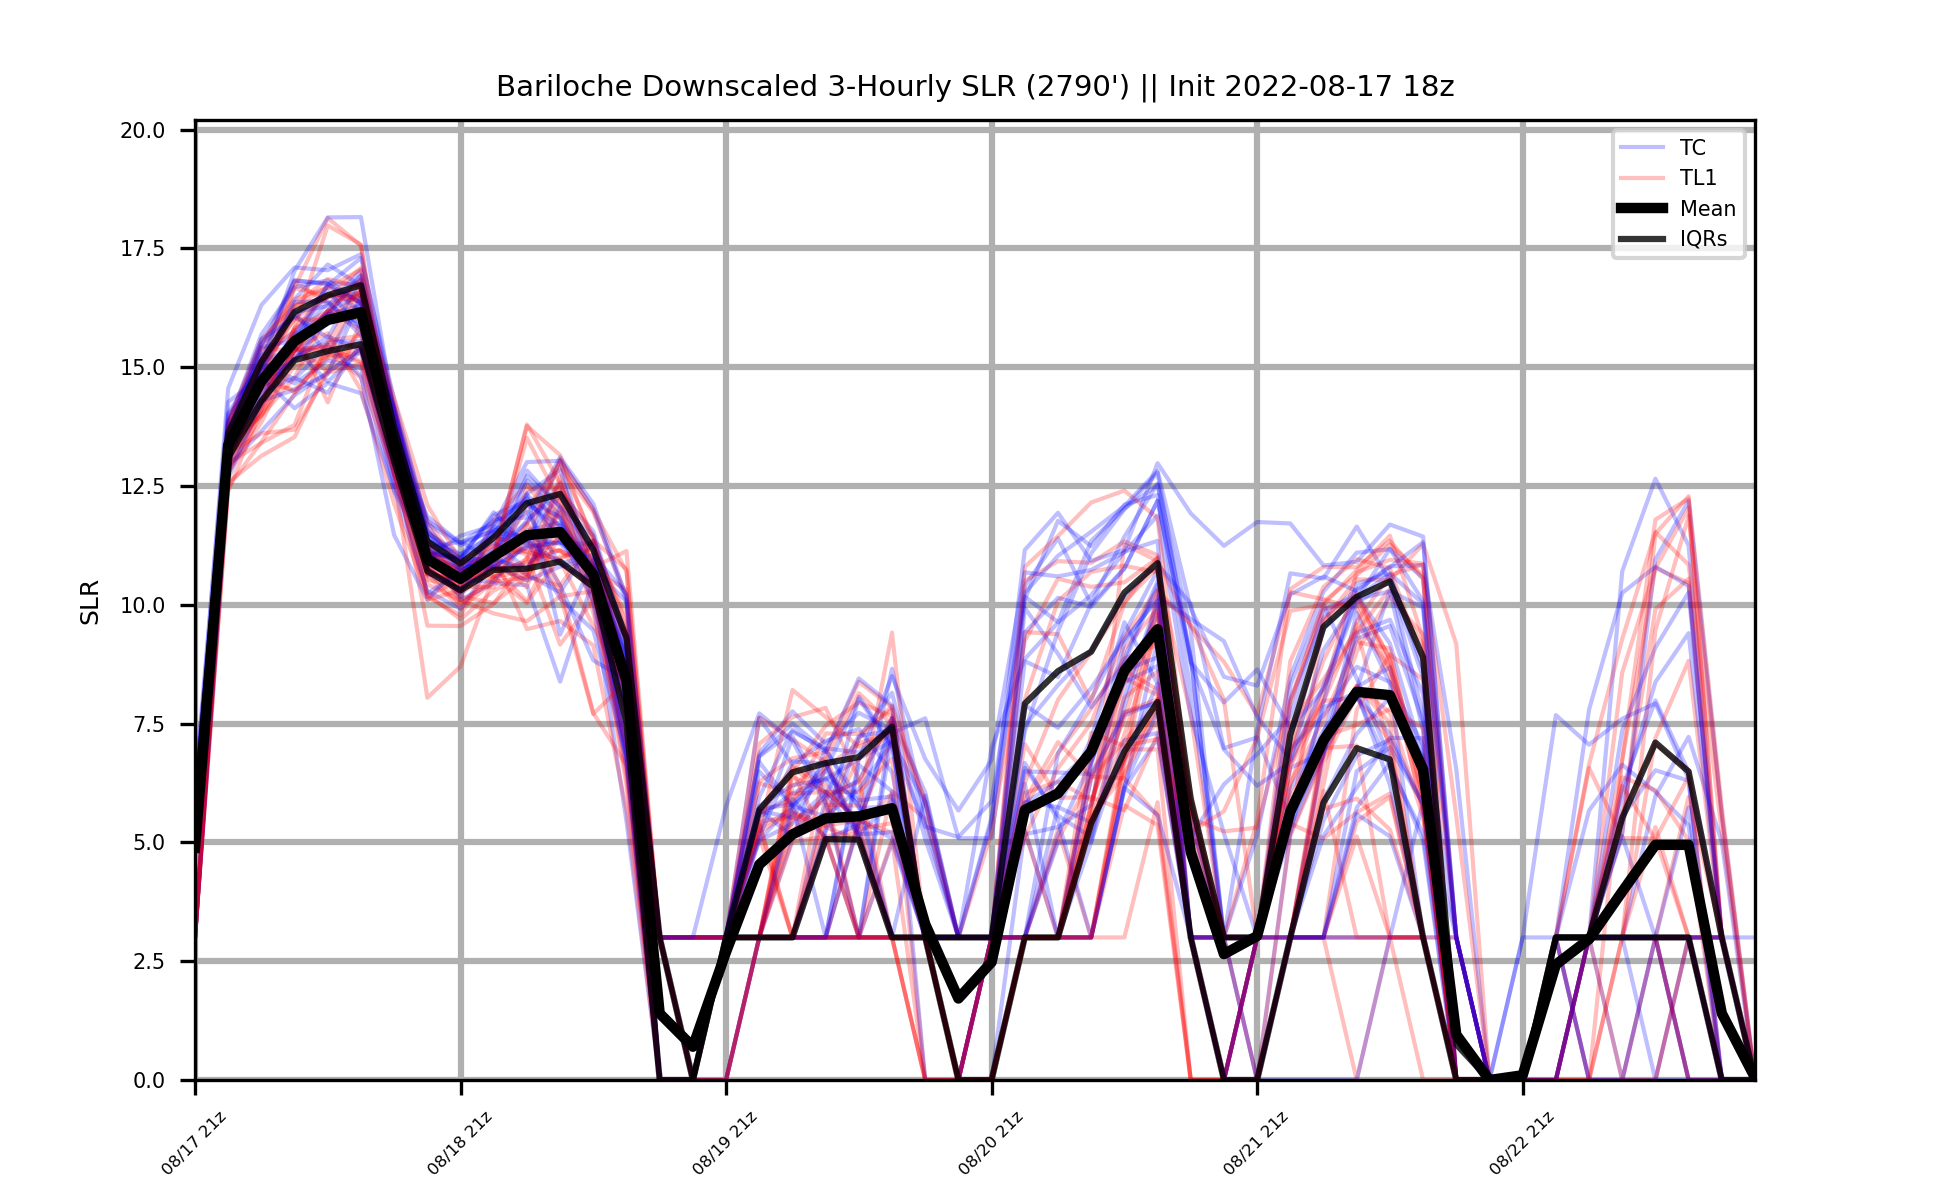 Bariloche Downscaled 3-Hourly SLR (2790') || Init 2022-08-17 18z
20.0
17.5
15.0
12.5
10.0
7.5
5.0
2.5
0.0
SLR
TC
TL1
Mean
IQRs
08/17 21z
08/18 21z
08/19 21z
08/20 21z
08/21 21z
08/22 21z